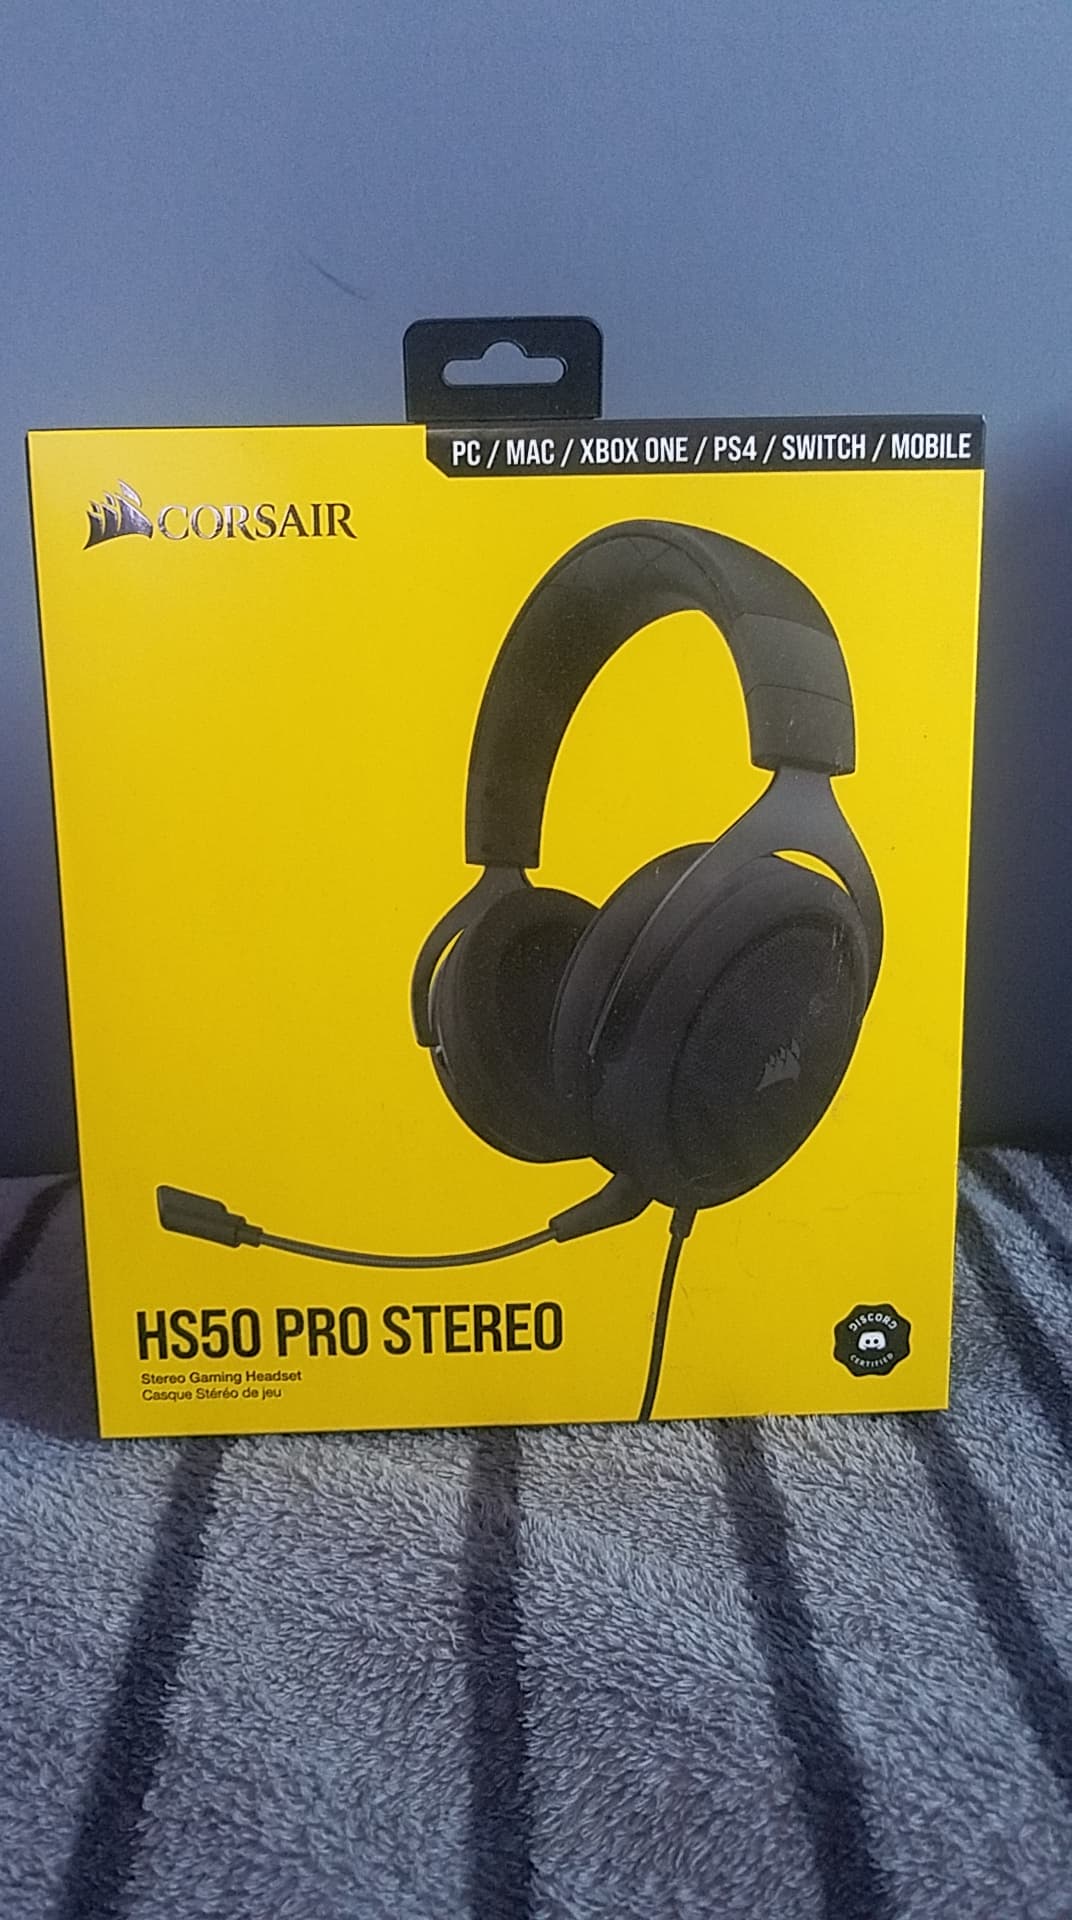 PC / MAC / XBOX ONE / PS4 / SWITCH / MOBILE
CORSAIR
HS50 PRO STEREO
Stereo Gaming Headset
Casque Stéréo de jeu
DISCORD
CERTIFIED